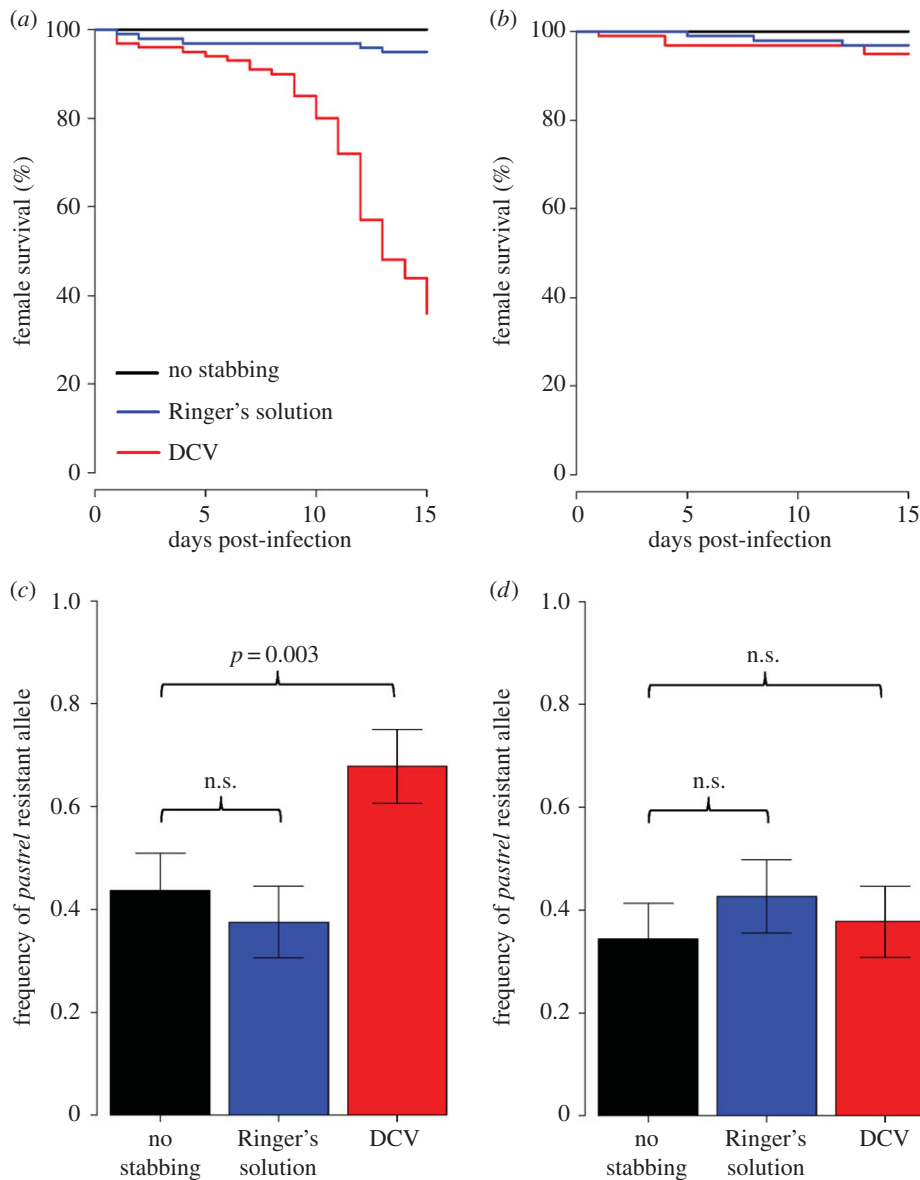 (a)
100
80
60
40
20
0
female survival (%)
no stabbing
Ringer's solution
DCV
0 5 10 15
days post-infection
(b)
100
80
60
40
20
0
female survival (%)
0 5 10 15
days post-infection
(c)
1.0
0.8
0.6
0.4
0.2
0
frequency of pastrel resistant allele
p = 0.003
n.s.
no stabbing
Ringer's solution
DCV
(d)
1.0
0.8
0.6
0.4
0.2
0
frequency of pastrel resistant allele
n.s.
n.s.
no stabbing
Ringer's solution
DCV